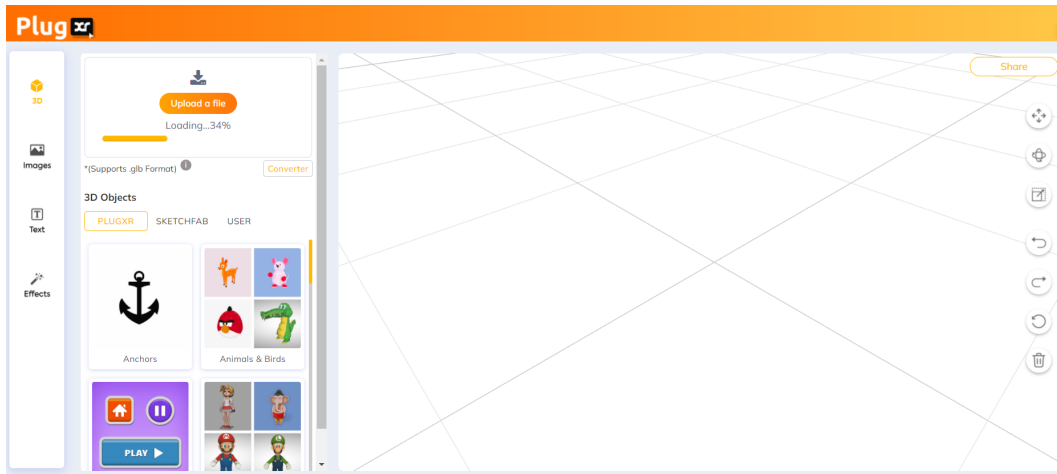 Plug xr
Share
3D
Upload a file
Loading...34%
Images
*(Supports .glb Format) i
Converter
3D Objects
Text
PLUGXR SKETCHFAB USER
Effects
Anchors
Animals & Birds
PLAY